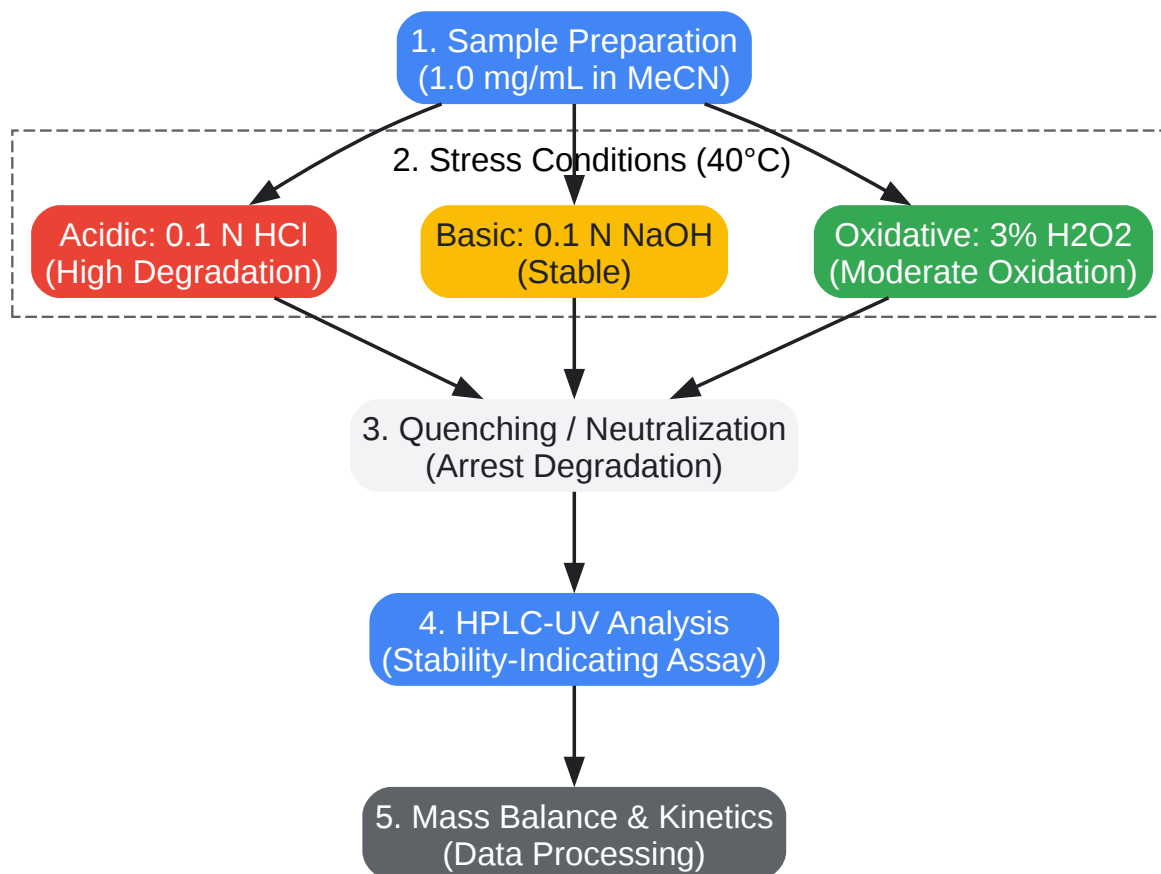 1. Sample Preparation
(1.0 mg/mL in MeCN)
2. Stress Conditions (40°C)
Acidic: 0.1 N HCl
(High Degradation)
Basic: 0.1 N NaOH
(Stable)
Oxidative: 3% H2O2
(Moderate Oxidation)
3. Quenching / Neutralization
(Arrest Degradation)
4. HPLC-UV Analysis
(Stability-Indicating Assay)
5. Mass Balance & Kinetics
(Data Processing)